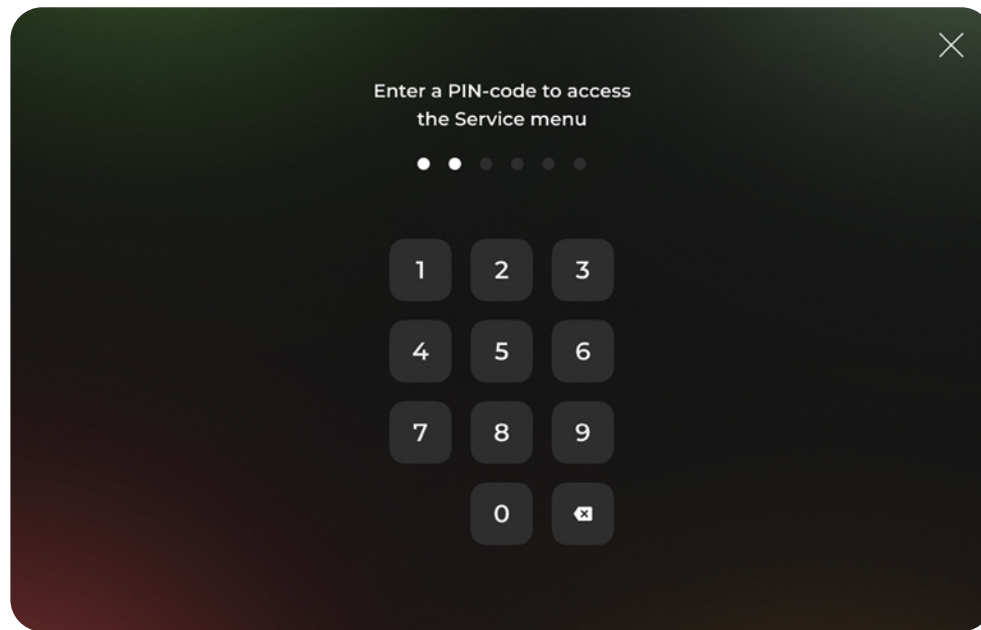 Enter a PIN-code to access
the Service menu
1 2 3
4 5 6
7 8 9
0